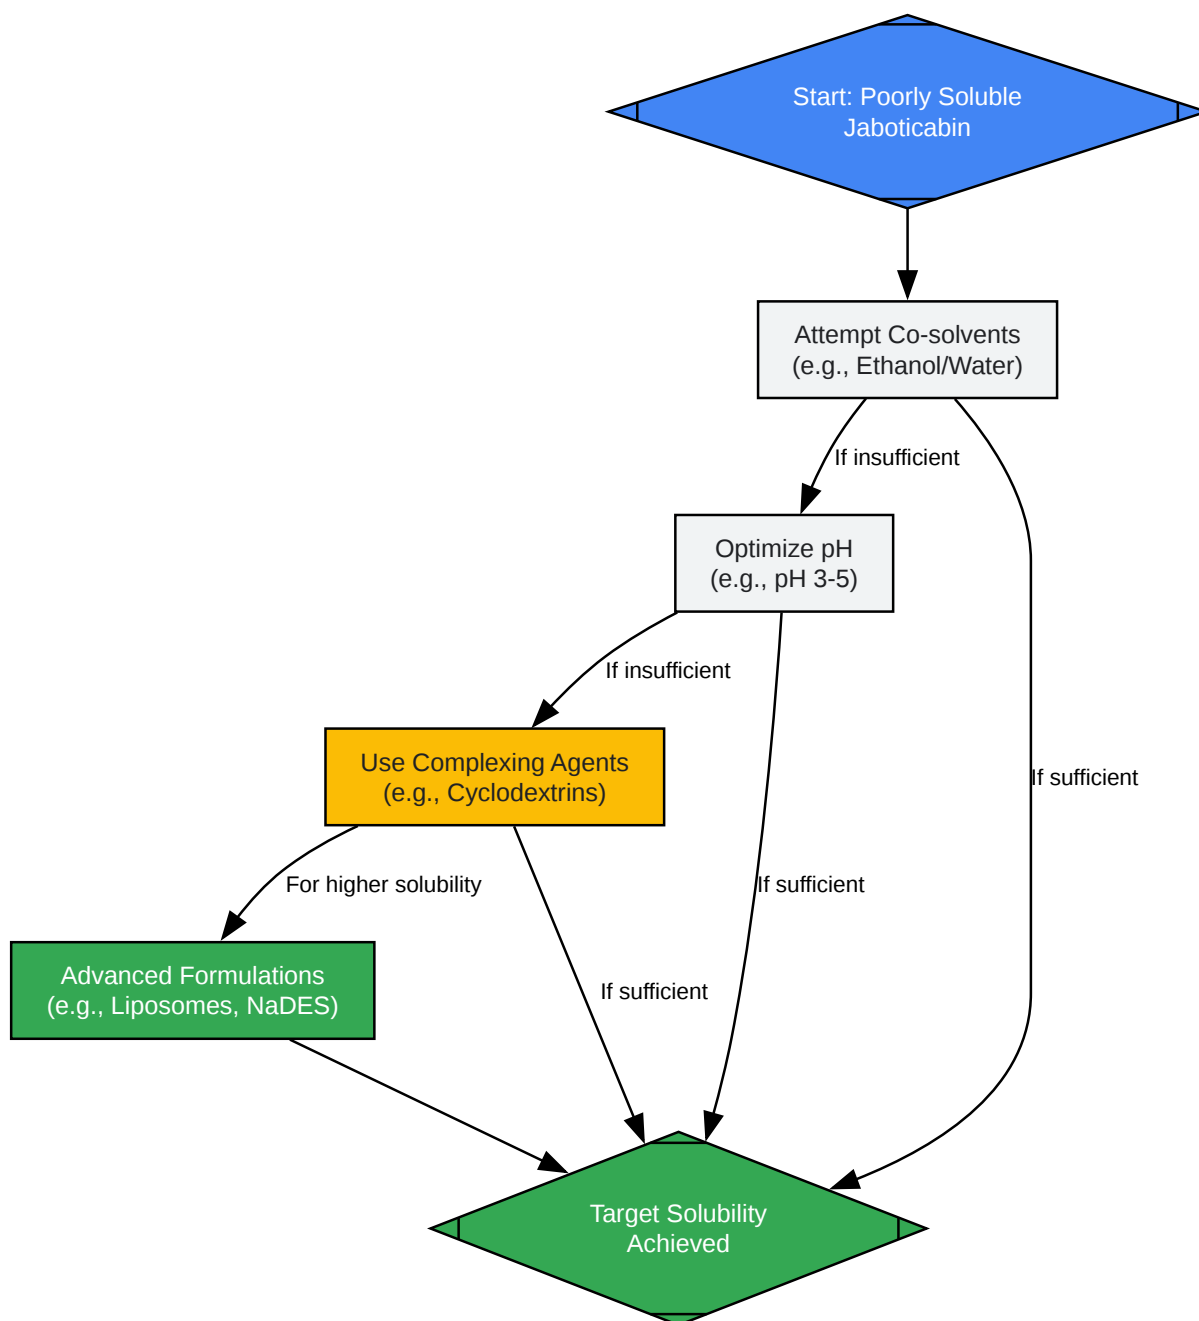 Start: Poorly Soluble
Jaboticabin
Attempt Co-solvents
(e.g., Ethanol/Water)
If insufficient
Optimize pH
(e.g., pH 3-5)
If insufficient
Use Complexing Agents
(e.g., Cyclodextrins)
If sufficient
For higher solubility
If sufficient
Advanced Formulations
(e.g., Liposomes, NaDES)
If sufficient
Target Solubility
Achieved